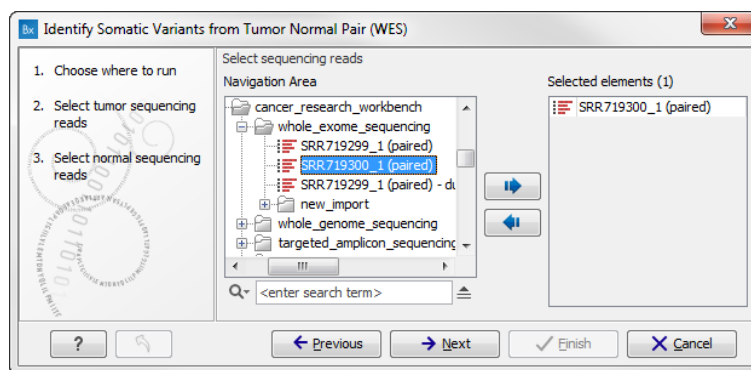 Bx Identify Somatic Variants from Tumor Normal Pair (WES)
1. Choose where to run
2. Select tumor sequencing
reads
3. Select normal sequencing
reads
Select sequencing reads
Navigation Area
cancer_research_workbench
whole_exome_sequencing
SRR719299_1 (paired)
SRR719300_1 (paired)
SRR719299_1 (paired) - du
new_import
whole_genome_sequencing
targeted_amplicon_sequencing
<enter search term>
Selected elements (1)
SRR719300_1 (paired)
? Previous Next Finish Cancel